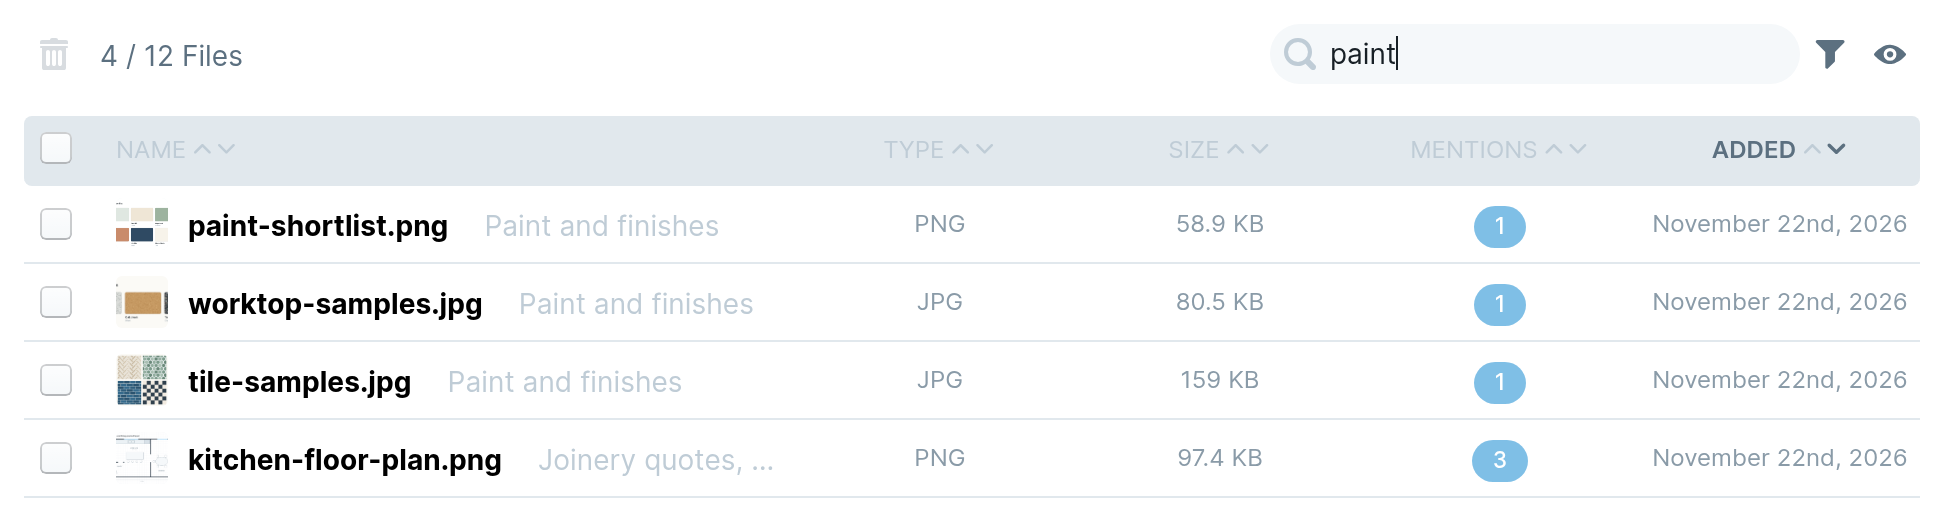 4 / 12 Files
paint
NAME TYPE SIZE MENTIONS ADDED
paint-shortlist.png Paint and finishes PNG 58.9 KB 1 November 22nd, 2026
worktop-samples.jpg Paint and finishes JPG 80.5 KB 1 November 22nd, 2026
tile-samples.jpg Paint and finishes JPG 159 KB 1 November 22nd, 2026
kitchen-floor-plan.png Joinery quotes, ... PNG 97.4 KB 3 November 22nd, 2026